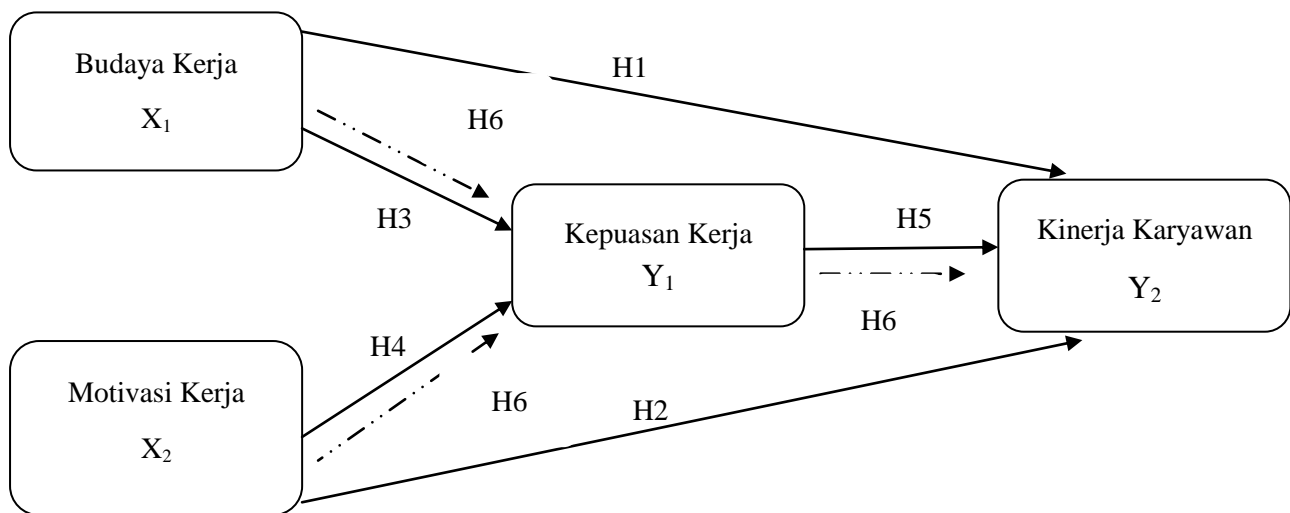 Budaya Kerja
X₁
H1
H6
H3
Kepuasan Kerja
Y₁
H5
H6
Kinerja Karyawan
Y₂
H4
H6
H2
Motivasi Kerja
X₂